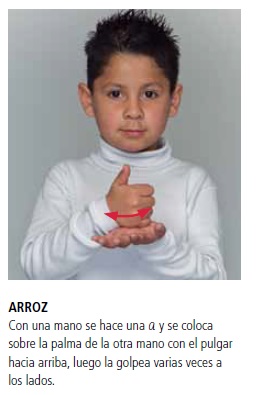 ARROZ
Con una mano se hace una a y se coloca
sobre la palma de la otra mano con el pulgar
hacia arriba, luego la golpea varias veces a
los lados.